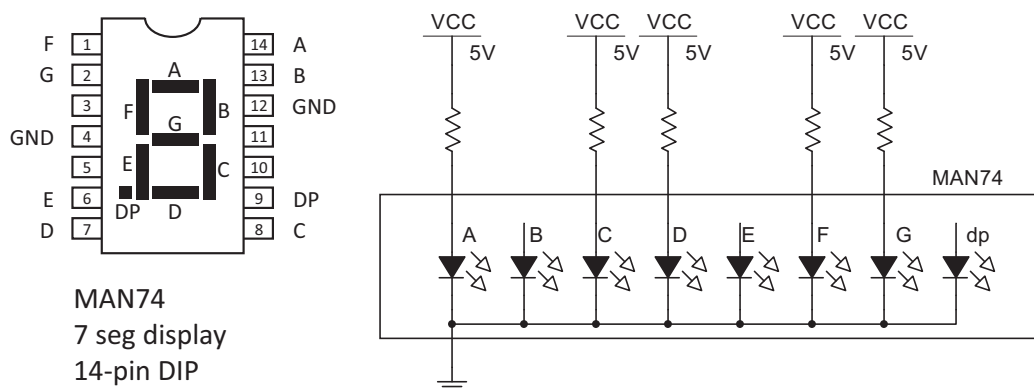 F 1 14 A
G 2 13 B
3 12 GND
GND 4 11
5 10
E 6 9 DP
D 7 8 C
A
F B
G
E C
DP D
MAN74
7 seg display
14-pin DIP
VCC VCC VCC VCC VCC
5V 5V 5V 5V 5V
MAN74
A B C D E F G dp